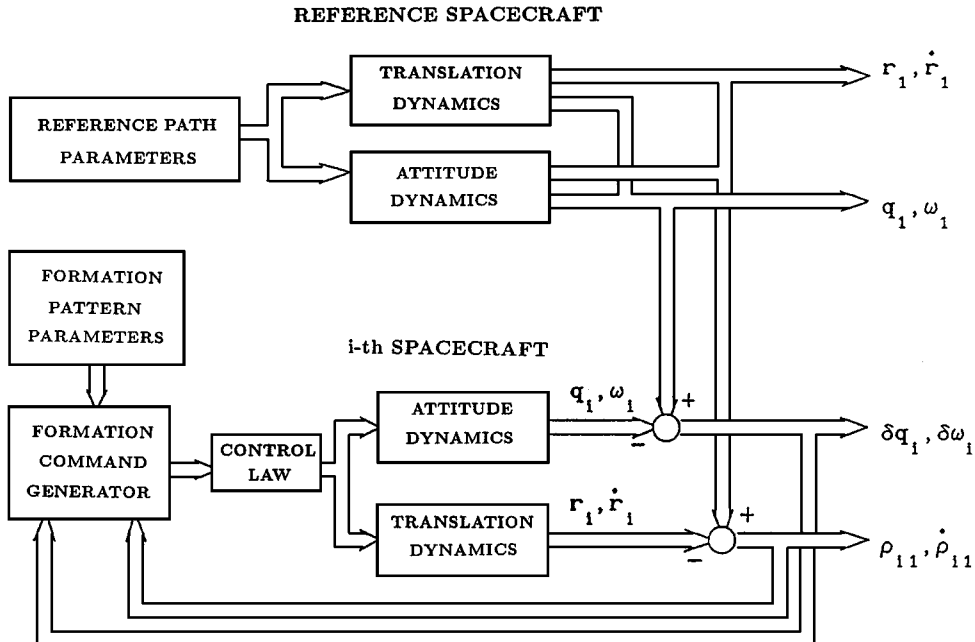 REFERENCE SPACECRAFT
TRANSLATION
DYNAMICS
r₁, ṙ₁
REFERENCE PATH
PARAMETERS
ATTITUDE
DYNAMICS
q₁, ω₁
FORMATION
PATTERN
PARAMETERS
i-th SPACECRAFT
ATTITUDE
DYNAMICS
qᵢ, ωᵢ
+
−
δqᵢ, δωᵢ
FORMATION
COMMAND
GENERATOR
CONTROL
LAW
TRANSLATION
DYNAMICS
rᵢ, ṙᵢ
+
−
ρᵢ₁, ρ̇ᵢ₁